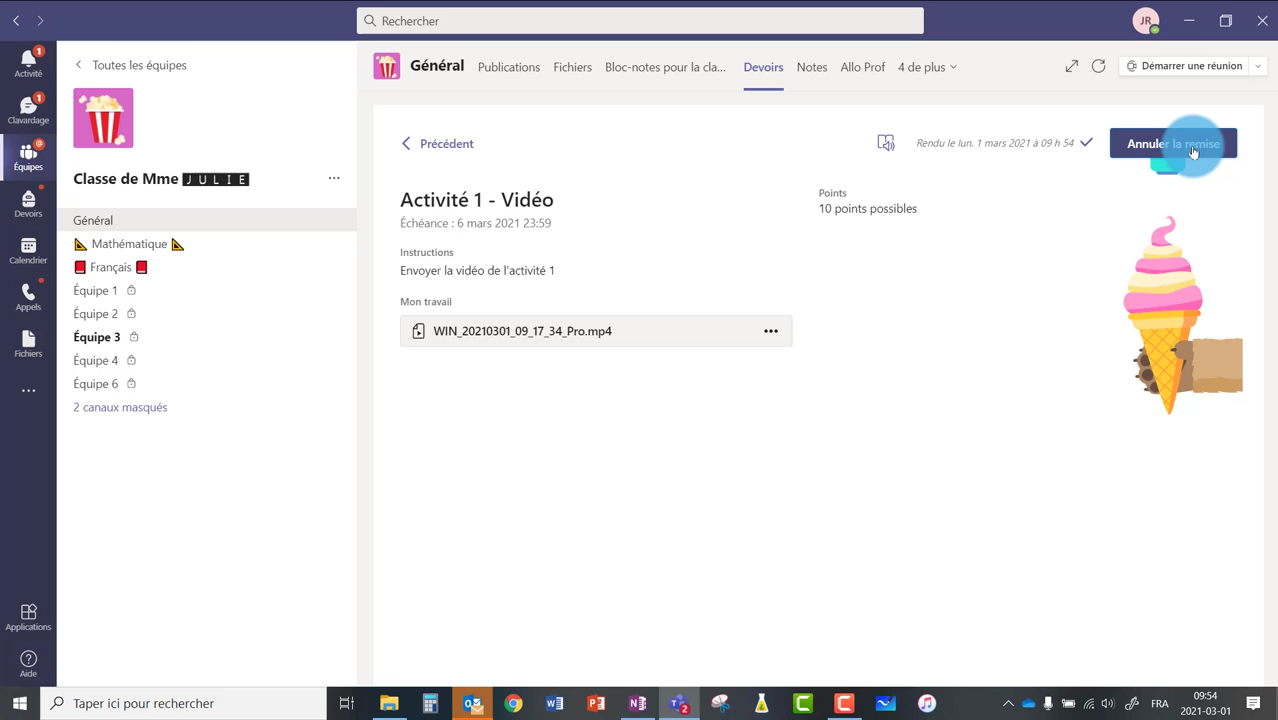 Rechercher
JR
1
Activité
1
Clavardage
Équipes
Devoirs
Calendrier
Appels
Fichiers
Applications
Aide
Toutes les équipes
Classe de Mme JULIE
Général
📐 Mathématique 📐
📕 Français 📕
Équipe 1
Équipe 2
Équipe 3
Équipe 4
Équipe 6
2 canaux masqués
Général
Publications
Fichiers
Bloc-notes pour la cla...
Devoirs
Notes
Allo Prof
4 de plus
Démarrer une réunion
Précédent
Rendu le lun. 1 mars 2021 à 09 h 54
Annuler la remise
Activité 1 - Vidéo
Échéance : 6 mars 2021 23:59
Instructions
Envoyer la vidéo de l'activité 1
Mon travail
WIN_20210301_09_17_34_Pro.mp4
Points
10 points possibles
Taper ici pour rechercher
2
FRA
09:54
2021-03-01